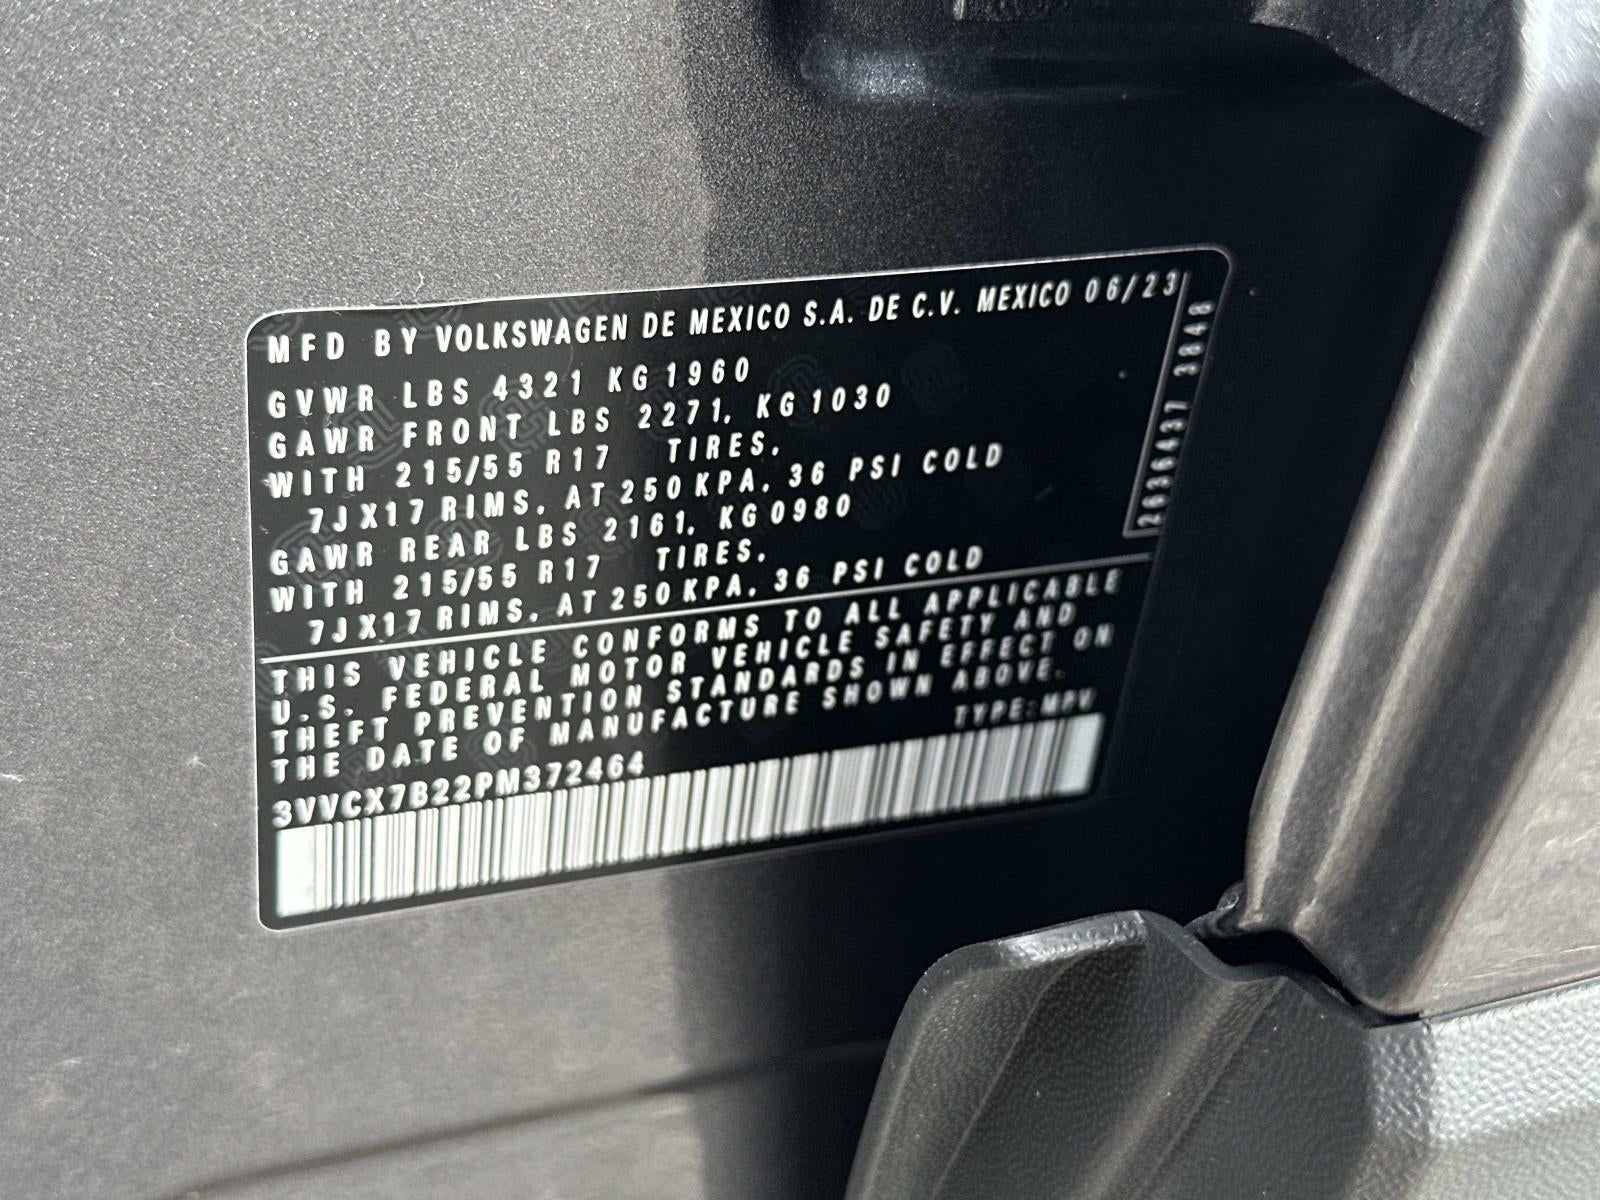 MFD BY VOLKSWAGEN DE MEXICO S.A. DE C.V. MEXICO 06/23
GVWR LBS 4321 KG 1960
GAWR FRONT LBS 2271, KG 1030
WITH 215/55 R17 TIRES,
7JX17 RIMS, AT 250 KPA, 36 PSI COLD
GAWR REAR LBS 2161, KG 0980
WITH 215/55 R17 TIRES,
7JX17 RIMS, AT 250 KPA, 36 PSI COLD
2636437 3848
THIS VEHICLE CONFORMS TO ALL APPLICABLE
U.S. FEDERAL MOTOR VEHICLE SAFETY AND
THEFT PREVENTION STANDARDS IN EFFECT ON
THE DATE OF MANUFACTURE SHOWN ABOVE.
TYPE: MPV
3VVCX7B22PM372464